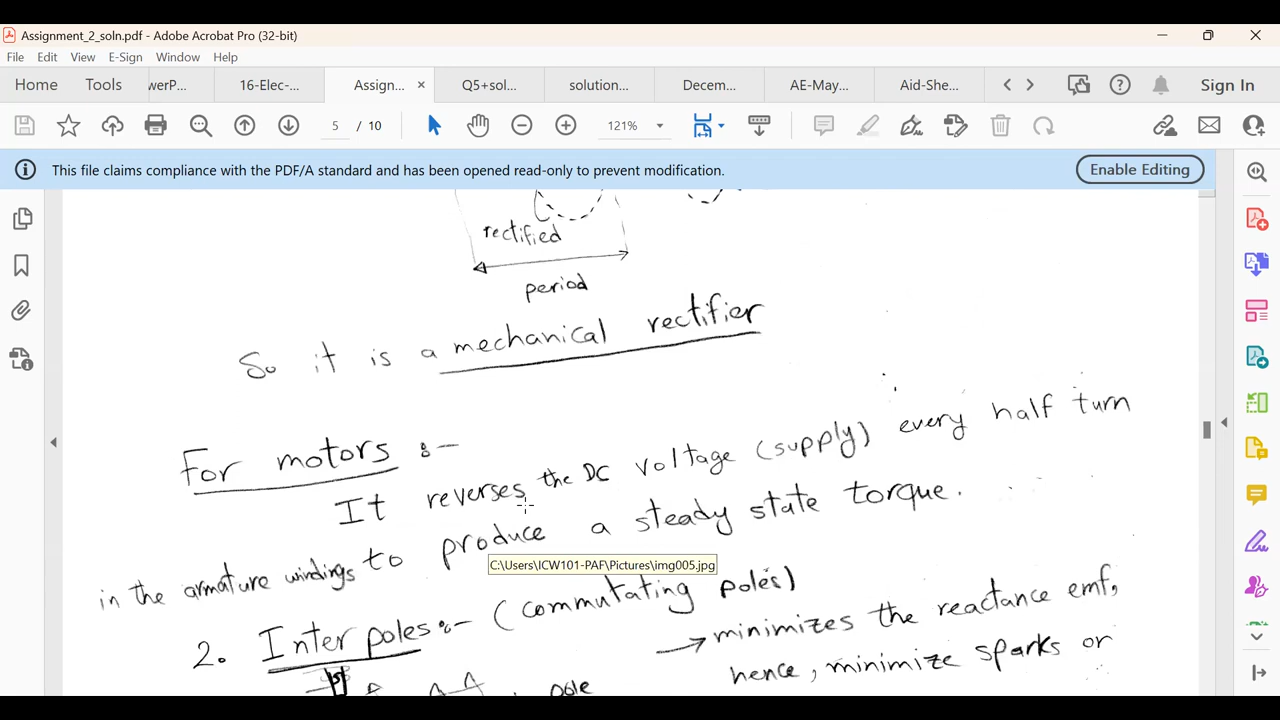 Assignment_2_soln.pdf - Adobe Acrobat Pro (32-bit)
File Edit View E-Sign Window Help
Home Tools werP... 16-Elec-... Assign... × Q5+sol... solution... Decem... AE-May... Aid-She... Sign In
5 / 10 121%
This file claims compliance with the PDF/A standard and has been opened read-only to prevent modification. Enable Editing
rectified
period
So it is a mechanical rectifier
For motors :-
It reverses the DC voltage (supply) every half turn
in the armature windings to produce a steady state torque.
C:\Users\ICW101-PAF\Pictures\img005.jpg
2. Inter poles :- (commutating poles)
→ minimizes the reactance emf,
hence, minimize sparks or
pole